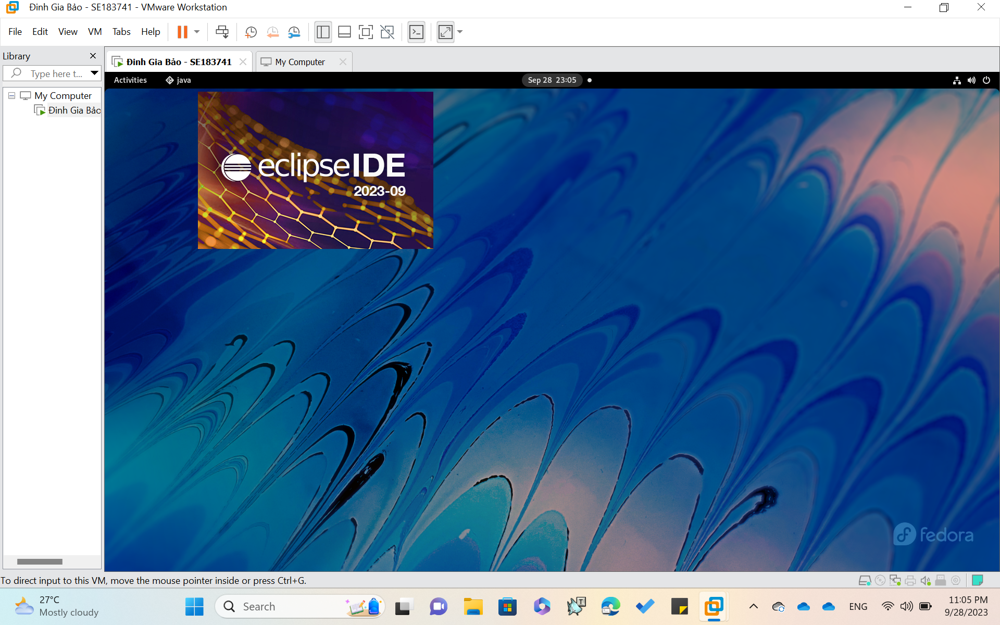 Đinh Gia Bảo - SE183741 - VMware Workstation
File Edit View VM Tabs Help
Library
Đinh Gia Bảo - SE183741
My Computer
Type here t...
Activities
java
Sep 28 23:05
My Computer
Đinh Gia Bảo
eclipse IDE
2023-09
fedora
To direct input to this VM, move the mouse pointer inside or press Ctrl+G.
27°C
Mostly cloudy
Search
ENG
11:05 PM
9/28/2023